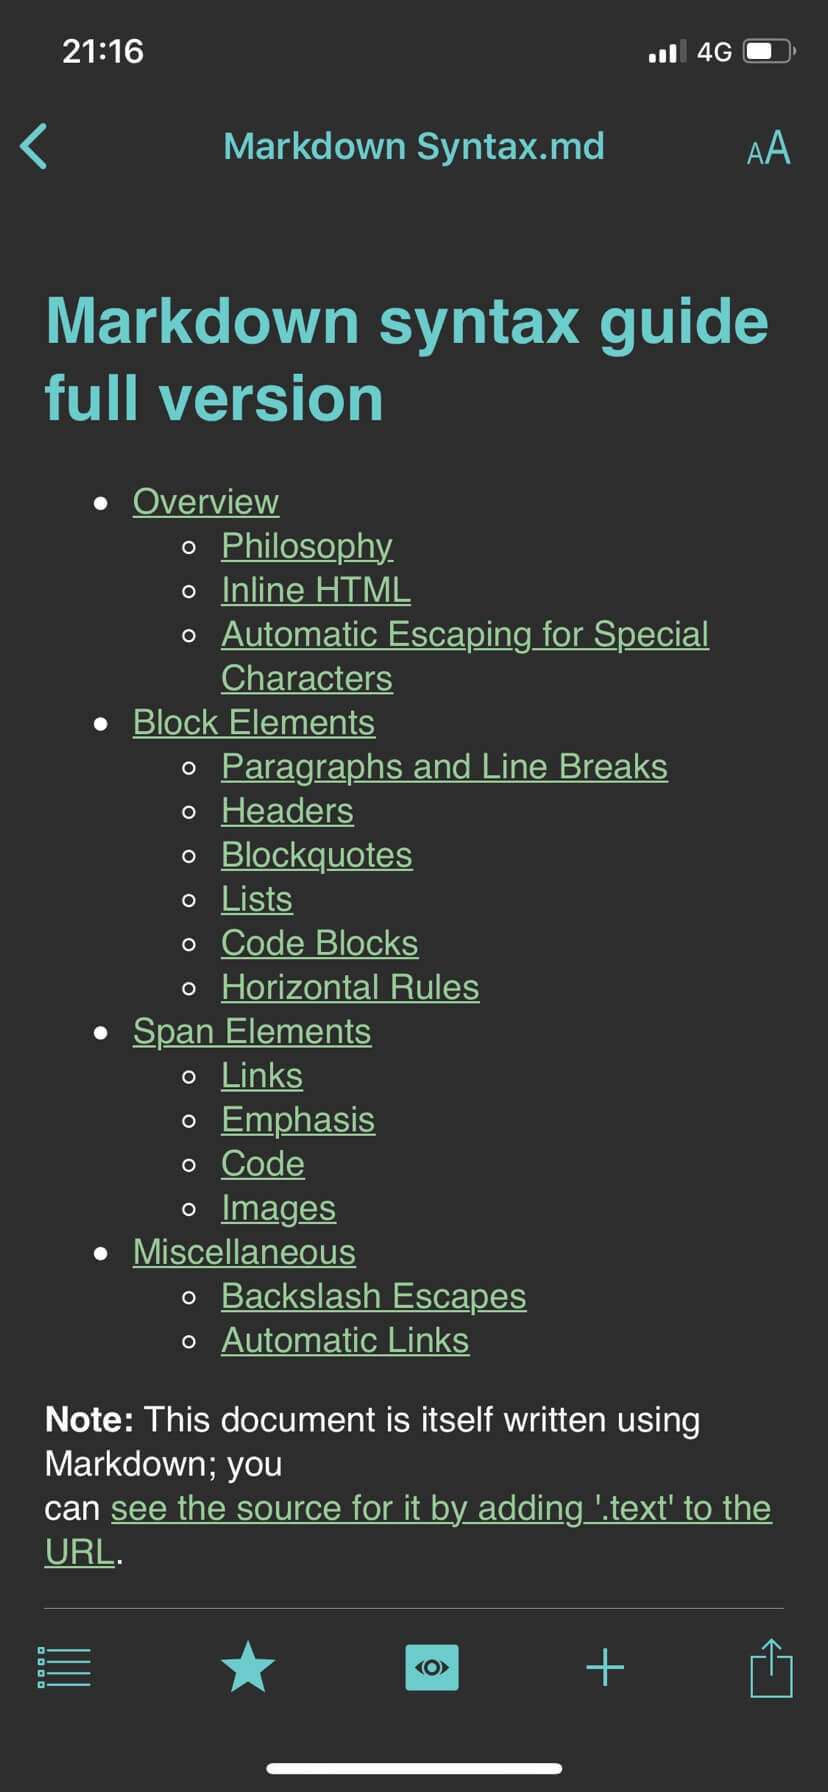 21:16
4G
Markdown Syntax.md
AA
Markdown syntax guide
full version
Overview
Philosophy
Inline HTML
Automatic Escaping for Special
Characters
Block Elements
Paragraphs and Line Breaks
Headers
Blockquotes
Lists
Code Blocks
Horizontal Rules
Span Elements
Links
Emphasis
Code
Images
Miscellaneous
Backslash Escapes
Automatic Links
Note: This document is itself written using
Markdown; you
can see the source for it by adding '.text' to the
URL.